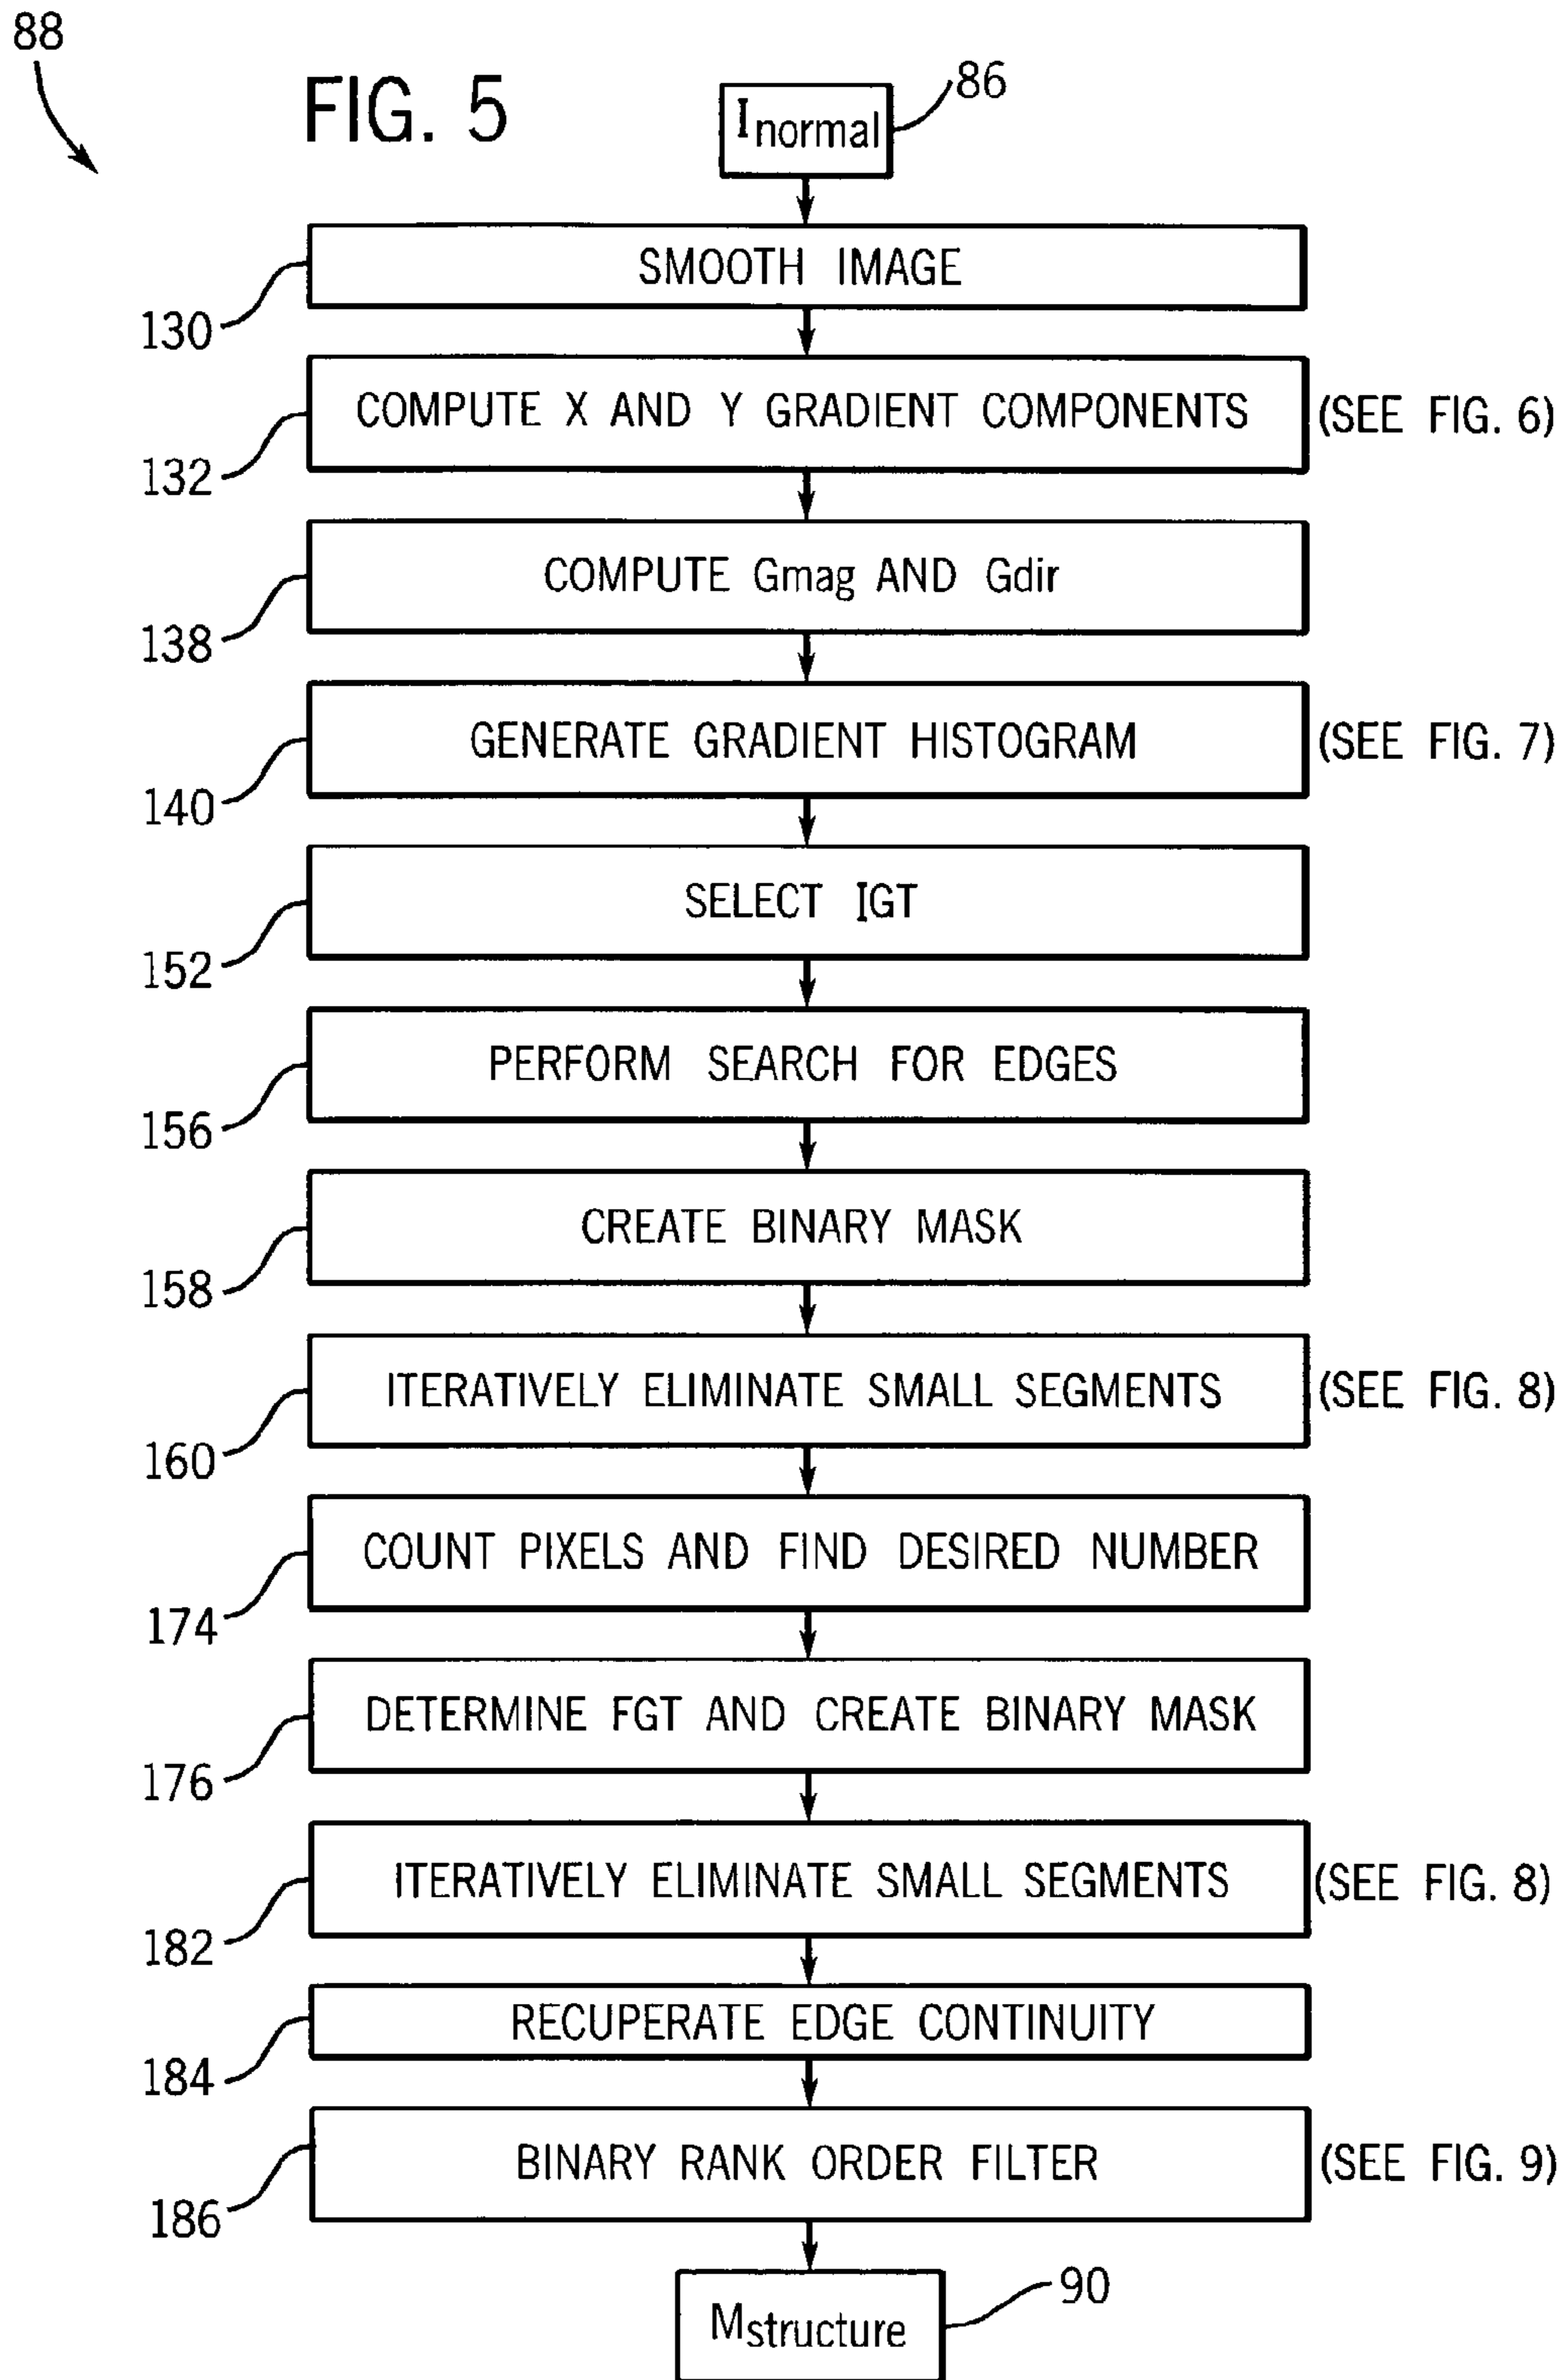 88
FIG. 5
Inormal
86
SMOOTH IMAGE
130
COMPUTE X AND Y GRADIENT COMPONENTS
(SEE FIG. 6)
132
COMPUTE Gmag AND Gdir
138
GENERATE GRADIENT HISTOGRAM
(SEE FIG. 7)
140
SELECT IGT
152
PERFORM SEARCH FOR EDGES
156
CREATE BINARY MASK
158
ITERATIVELY ELIMINATE SMALL SEGMENTS
(SEE FIG. 8)
160
COUNT PIXELS AND FIND DESIRED NUMBER
174
DETERMINE FGT AND CREATE BINARY MASK
176
ITERATIVELY ELIMINATE SMALL SEGMENTS
(SEE FIG. 8)
182
RECUPERATE EDGE CONTINUITY
184
BINARY RANK ORDER FILTER
(SEE FIG. 9)
186
Mstructure
90